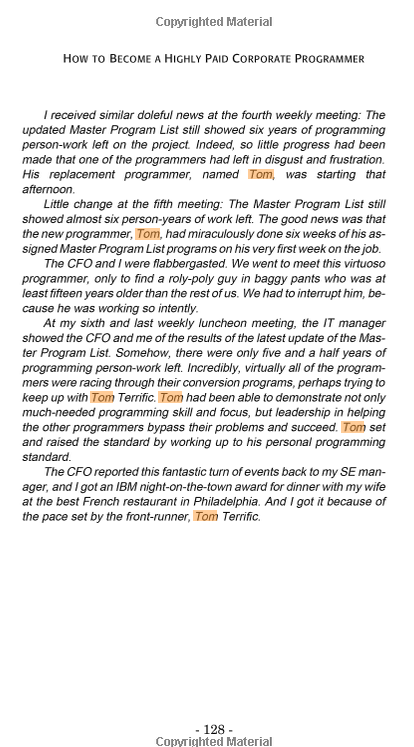 Copyrighted Material
How to Become a Highly Paid Corporate Programmer
I received similar doleful news at the fourth weekly meeting: The
updated Master Program List still showed six years of programming
person-work left on the project. Indeed, so little progress had been
made that one of the programmers had left in disgust and frustration.
His replacement programmer, named Tom, was starting that
afternoon.
Little change at the fifth meeting: The Master Program List still
showed almost six person-years of work left. The good news was that
the new programmer, Tom, had miraculously done six weeks of his as-
signed Master Program List programs on his very first week on the job.
The CFO and I were flabbergasted. We went to meet this virtuoso
programmer, only to find a roly-poly guy in baggy pants who was at
least fifteen years older than the rest of us. We had to interrupt him, be-
cause he was working so intently.
At my sixth and last weekly luncheon meeting, the IT manager
showed the CFO and me of the results of the latest update of the Mas-
ter Program List. Somehow, there were only five and a half years of
programming person-work left. Incredibly, virtually all of the program-
mers were racing through their conversion programs, perhaps trying to
keep up with Tom Terrific. Tom had been able to demonstrate not only
much-needed programming skill and focus, but leadership in helping
the other programmers bypass their problems and succeed. Tom set
and raised the standard by working up to his personal programming
standard.
The CFO reported this fantastic turn of events back to my SE man-
ager, and I got an IBM night-on-the-town award for dinner with my wife
at the best French restaurant in Philadelphia. And I got it because of
the pace set by the front-runner, Tom Terrific.
- 128 -
Copyrighted Material